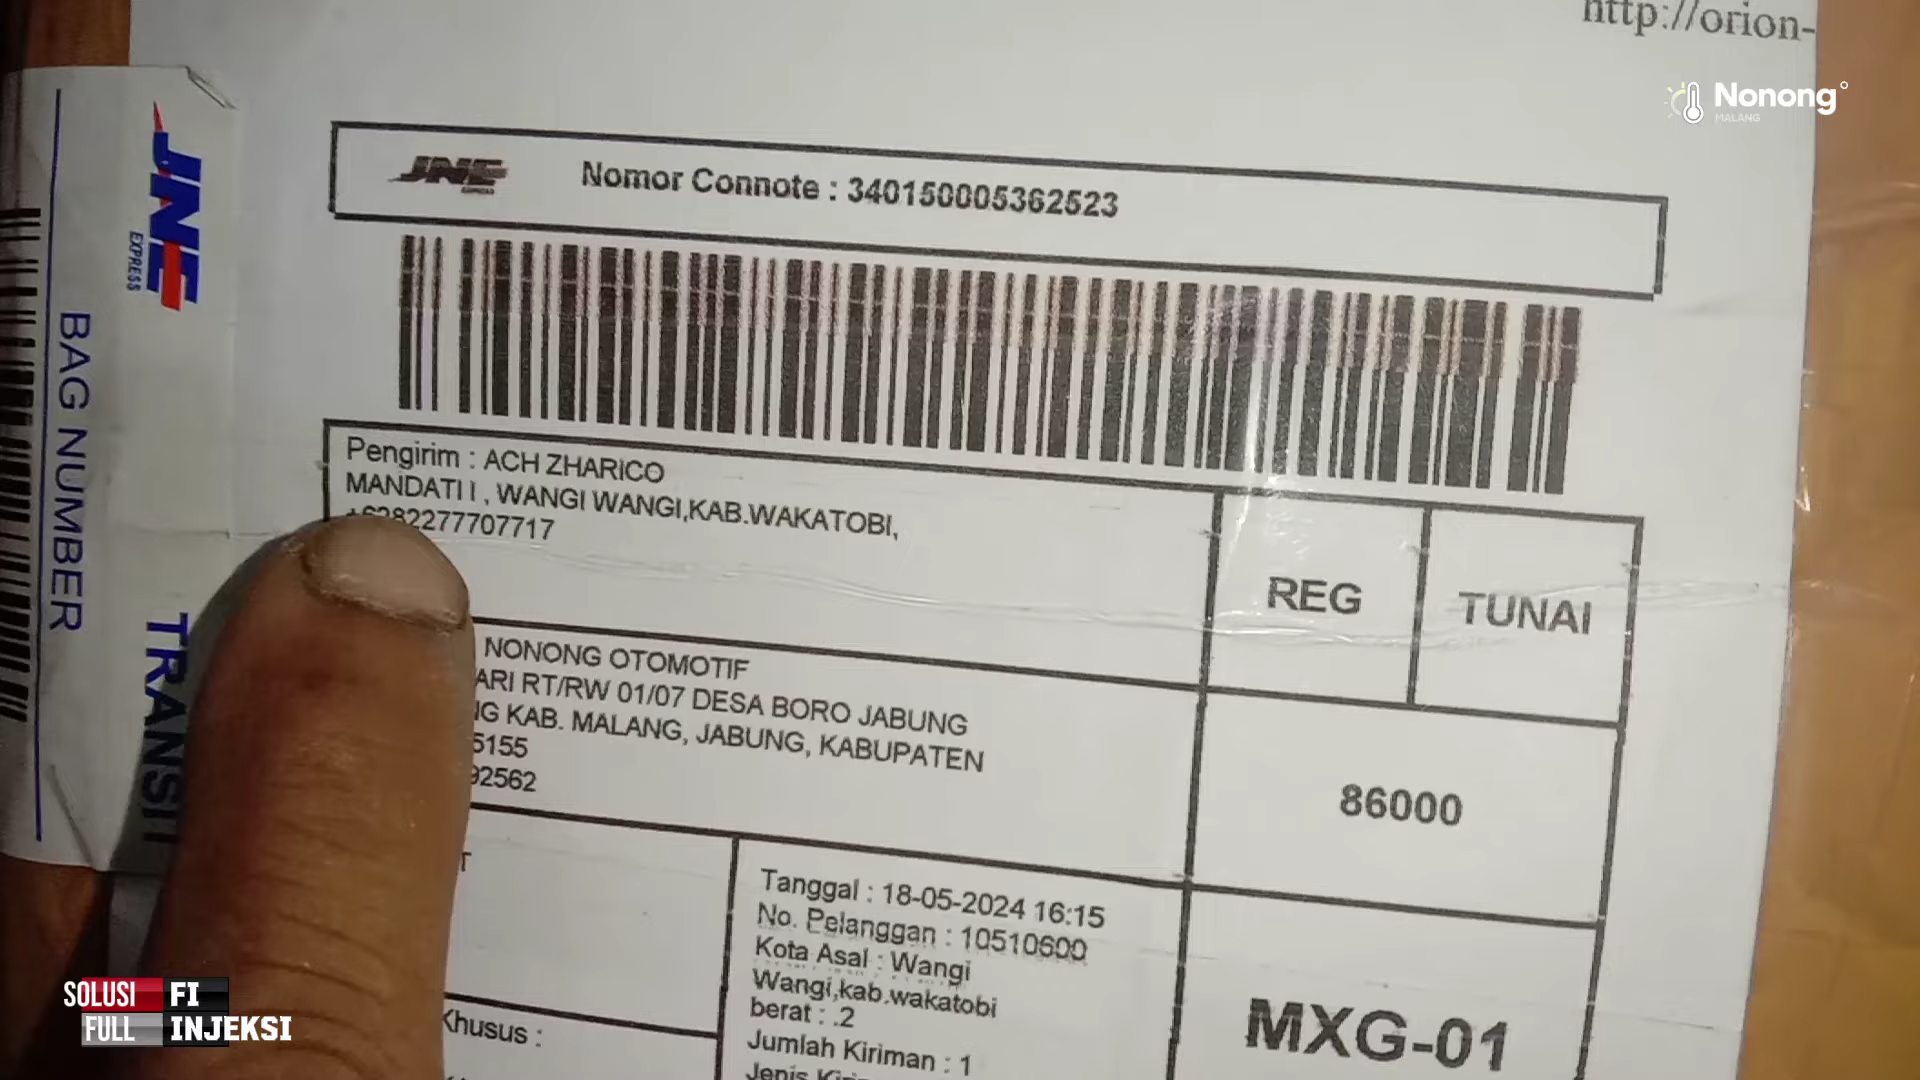 http://orion-
Nonong°
MALANG
JNE
EXPRESS
BAG NUMBER
TRANSIT
JNE
EXPRESS
Nomor Connote : 340150005362523
Pengirim : ACH ZHARICO
MANDATI I , WANGI WANGI,KAB.WAKATOBI,
+6282277707717
REG
TUNAI
NONONG OTOMOTIF
ARI RT/RW 01/07 DESA BORO JABUNG
NG KAB. MALANG, JABUNG, KABUPATEN
5155
92562
86000
Tanggal : 18-05-2024 16:15
No. Pelanggan : 10510600
Kota Asal : Wangi
Wangi,kab.wakatobi
berat : .2
Jumlah Kiriman : 1
Khusus :
MXG-01
SOLUSI FI
FULL INJEKSI